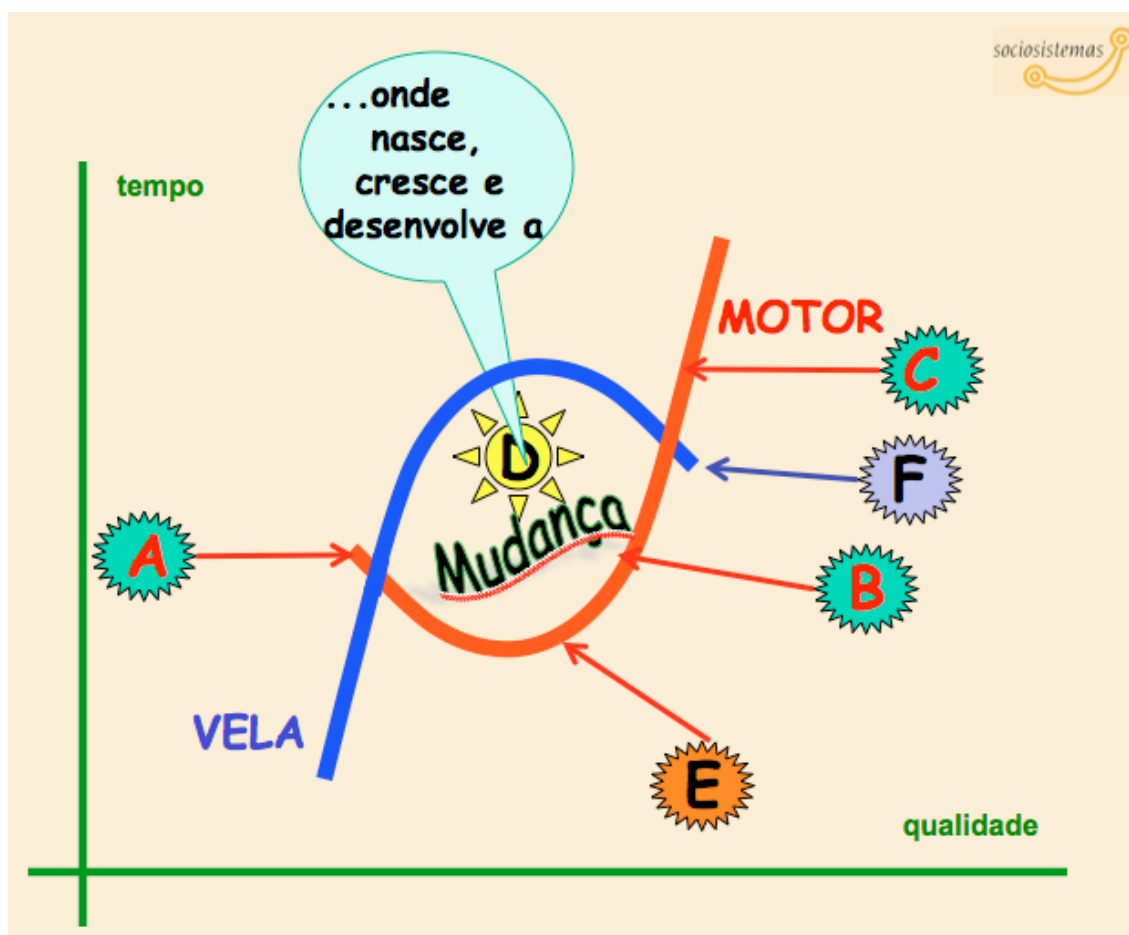 sociosistemas
...onde
nasce,
cresce e
desenvolve a
tempo
MOTOR
C
D
F
Mudança
A
B
VELA
E
qualidade